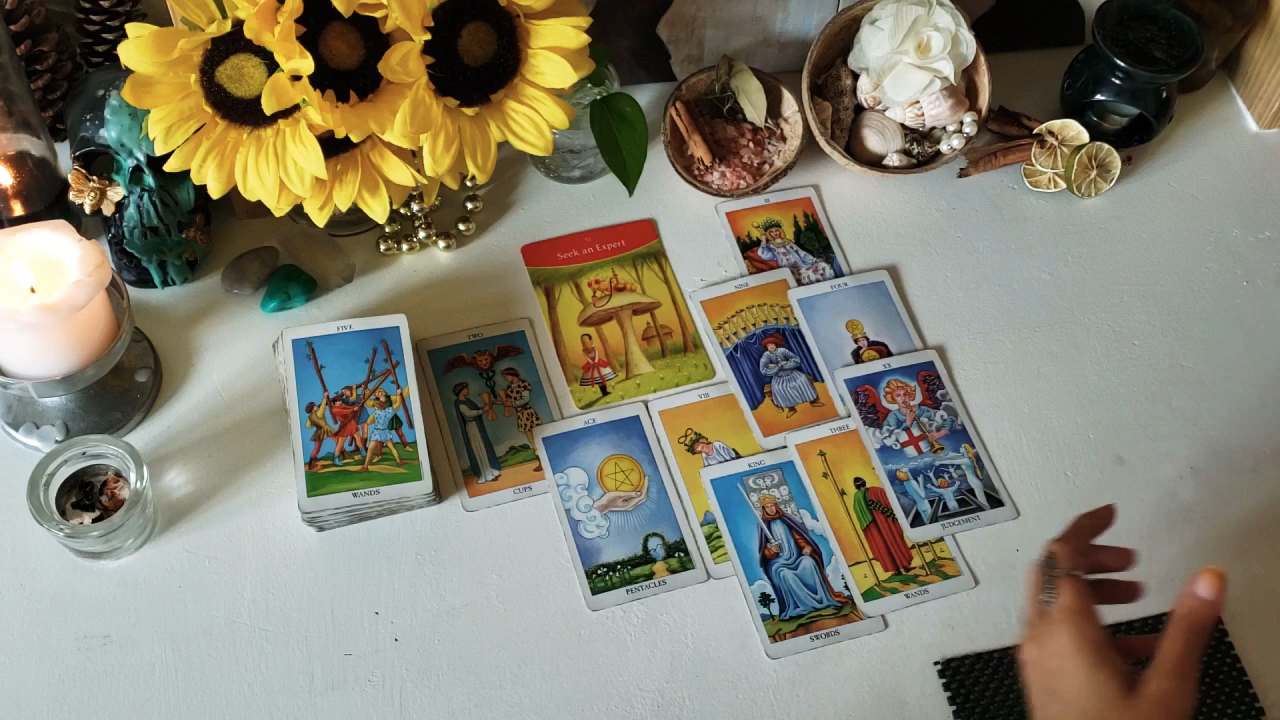 III
VI
Seek an Expert
NINE
FOUR
FIVE
WANDS
TWO
CUPS
XX
JUDGEMENT
ACE
PENTACLES
VIII
THREE
WANDS
KING
SWORDS